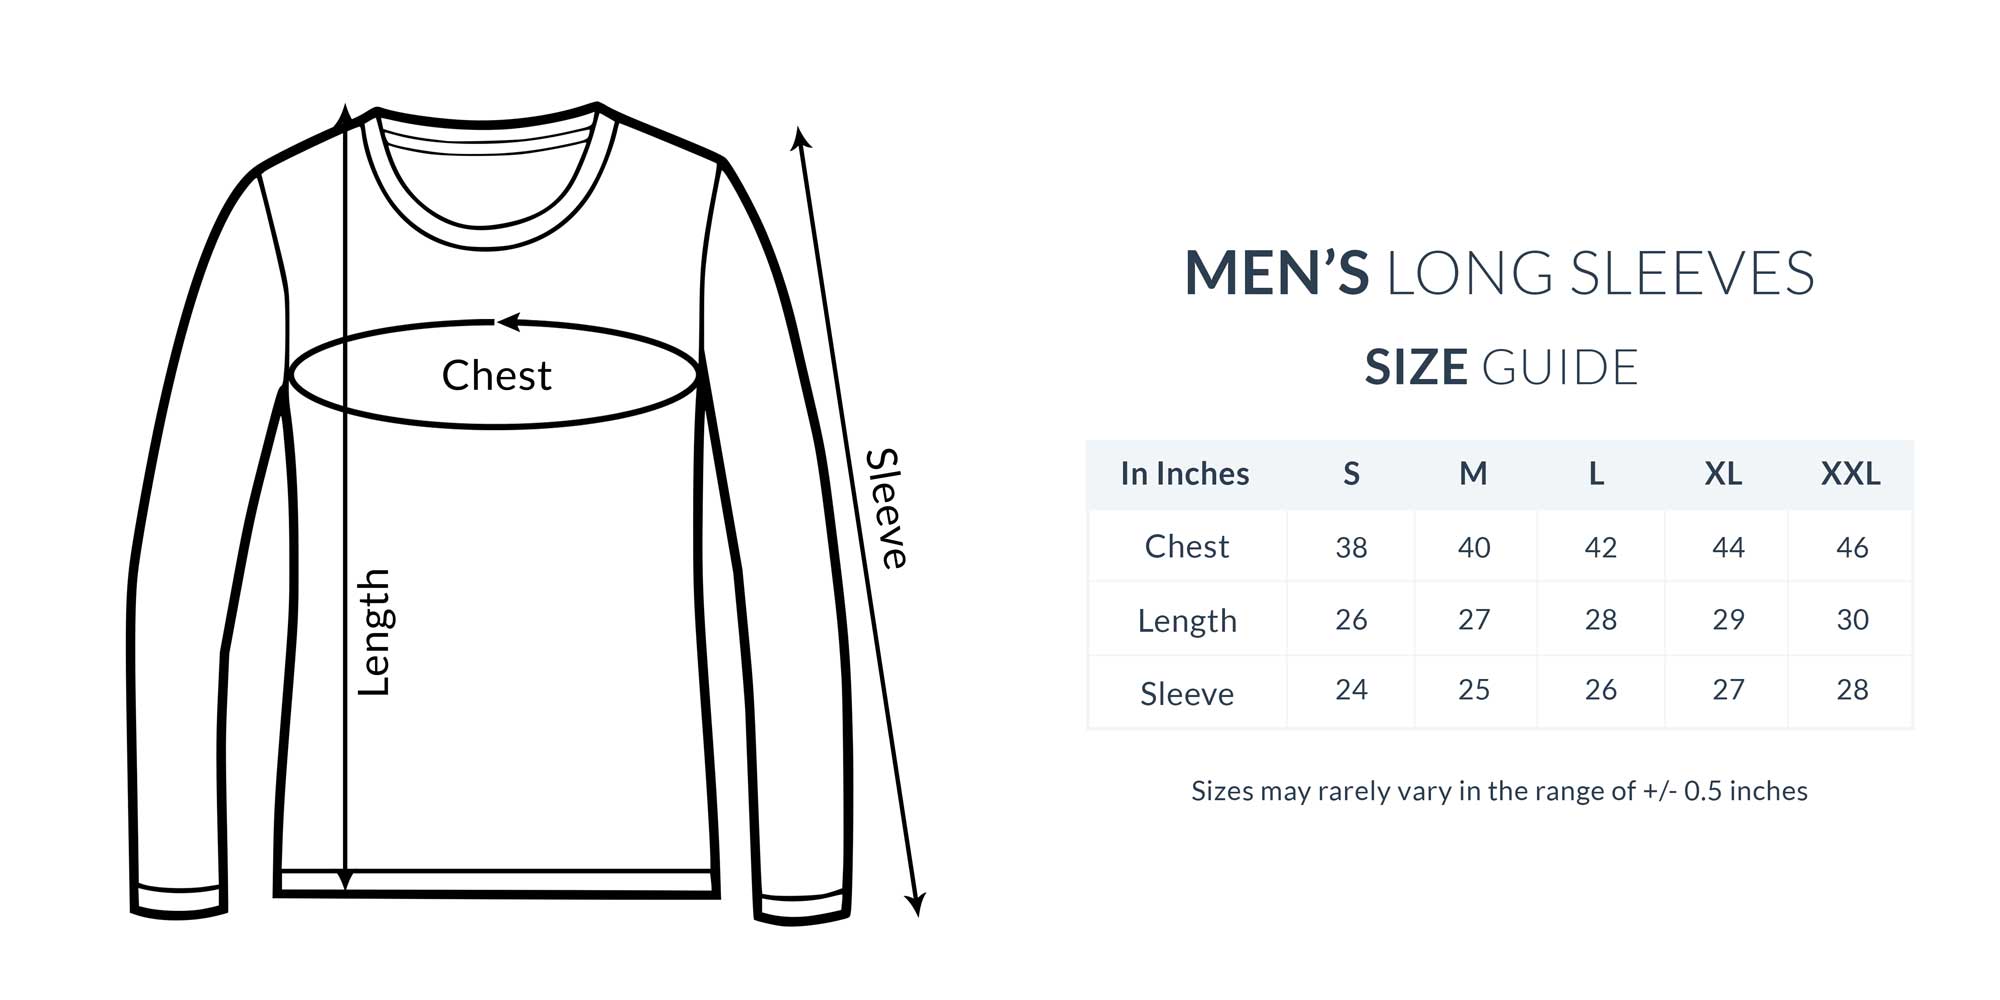 Chest
Length
Sleeve
MEN’S LONG SLEEVES
SIZE GUIDE
In Inches S M L XL XXL
Chest 38 40 42 44 46
Length 26 27 28 29 30
Sleeve 24 25 26 27 28
Sizes may rarely vary in the range of +/- 0.5 inches